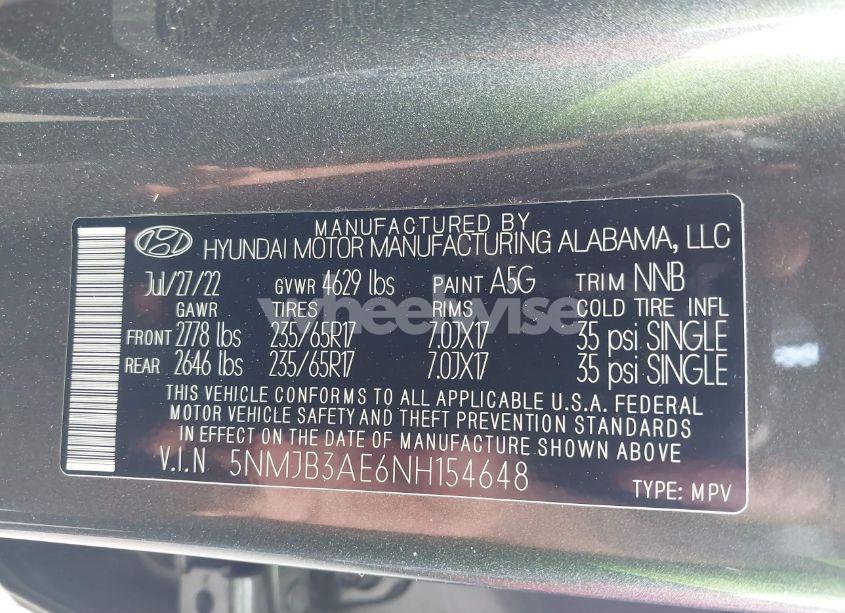 MANUFACTURED BY
HYUNDAI MOTOR MANUFACTURING ALABAMA, LLC
Jul/27/22 GVWR 4629 lbs PAINT A5G TRIM NNB
GAWR TIRES RIMS COLD TIRE INFL
FRONT 2778 lbs 235/65R17 7.0JX17 35 psi SINGLE
REAR 2646 lbs 235/65R17 7.0JX17 35 psi SINGLE
THIS VEHICLE CONFORMS TO ALL APPLICABLE U.S.A. FEDERAL
MOTOR VEHICLE SAFETY AND THEFT PREVENTION STANDARDS
IN EFFECT ON THE DATE OF MANUFACTURE SHOWN ABOVE
V.I.N 5NMJB3AE6NH154648
TYPE: MPV
wheelwise